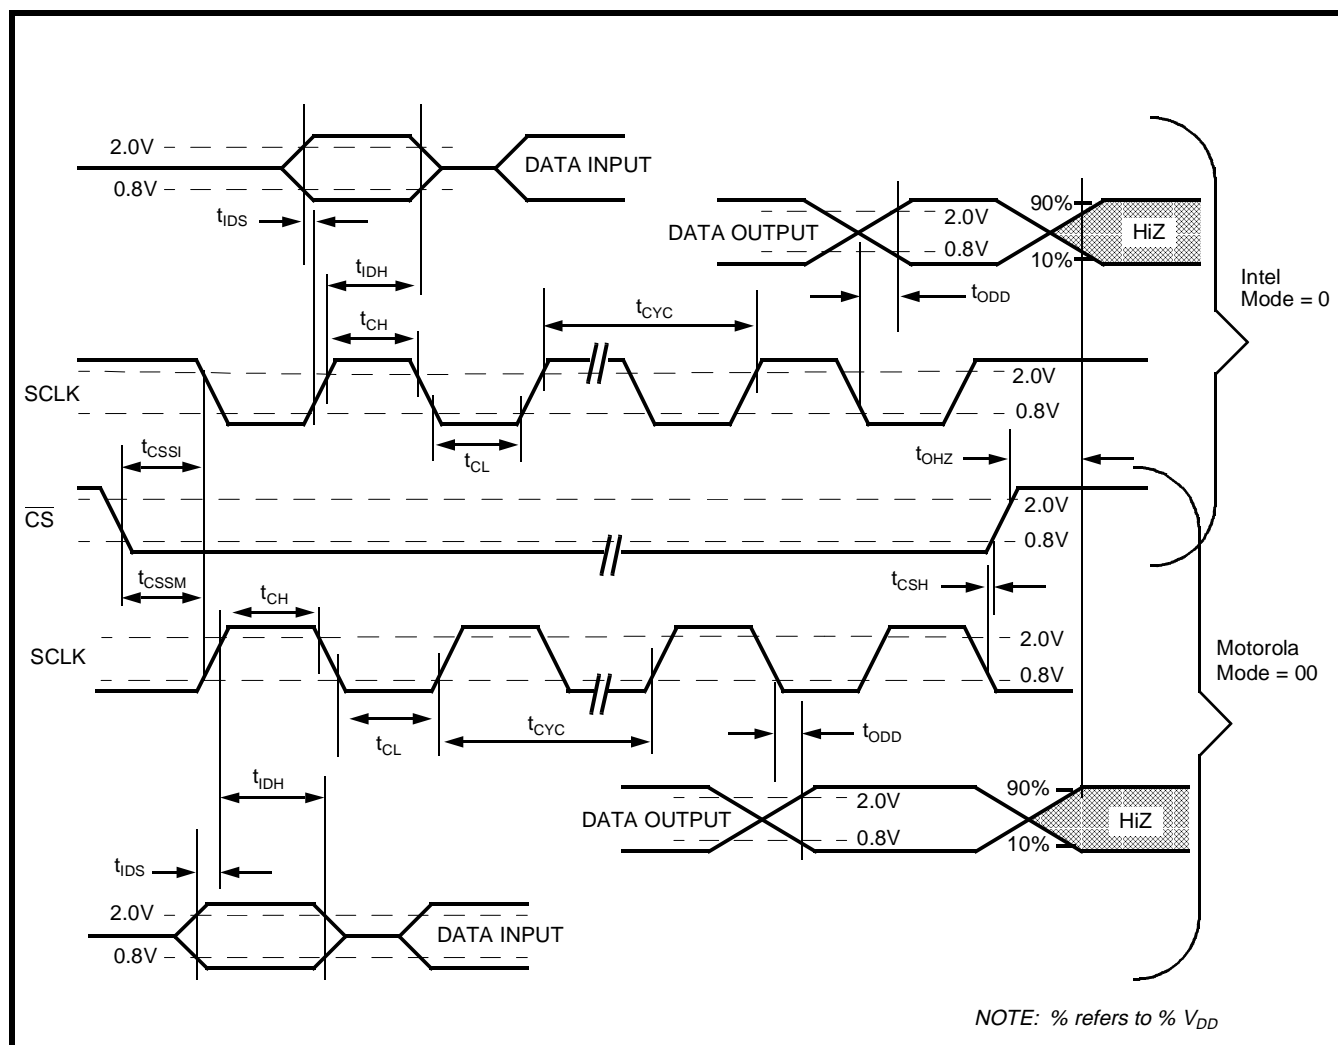 2.0V
DATA INPUT
0.8V
tIDS
90%
2.0V
DATA OUTPUT
HiZ
0.8V
10%
tIDH
tODD
Intel
Mode = 0
tCH
tCYC
2.0V
SCLK
0.8V
tCSSI
tCL
tOHZ
2.0V
CS
0.8V
tCSSM
tCH
tCSH
2.0V
SCLK
0.8V
Motorola
Mode = 00
tCL
tCYC
tODD
tIDH
90%
2.0V
DATA OUTPUT
HiZ
0.8V
10%
tIDS
2.0V
DATA INPUT
0.8V
NOTE: % refers to % VDD